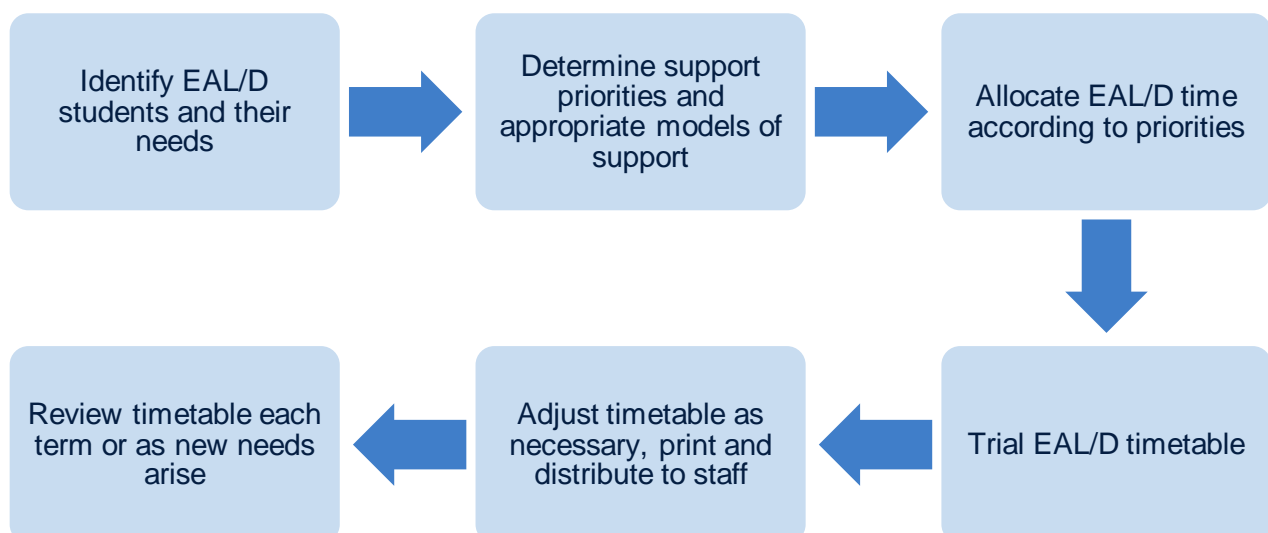 Identify EAL/D
students and their
needs
Determine support
priorities and
appropriate models of
support
Allocate EAL/D time
according to priorities
Trial EAL/D timetable
Adjust timetable as
necessary, print and
distribute to staff
Review timetable each
term or as new needs
arise